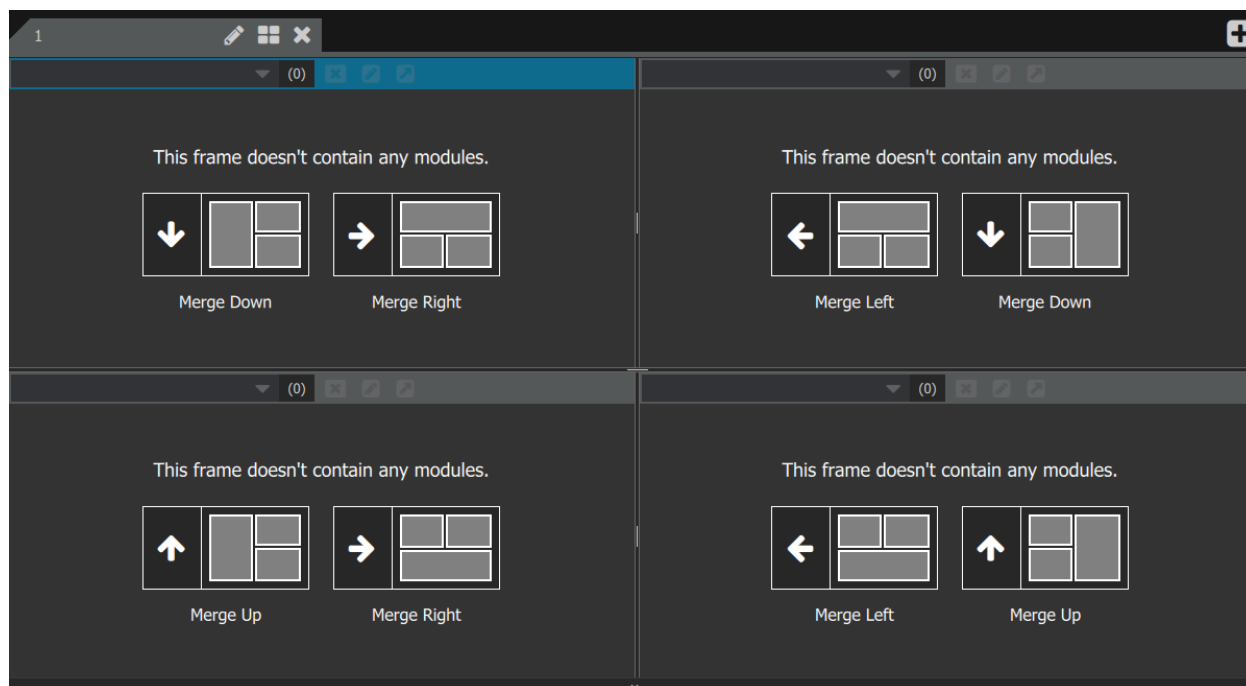 1
(0)
(0)
This frame doesn't contain any modules.
This frame doesn't contain any modules.
Merge Down
Merge Right
Merge Left
Merge Down
(0)
(0)
This frame doesn't contain any modules.
This frame doesn't contain any modules.
Merge Up
Merge Right
Merge Left
Merge Up